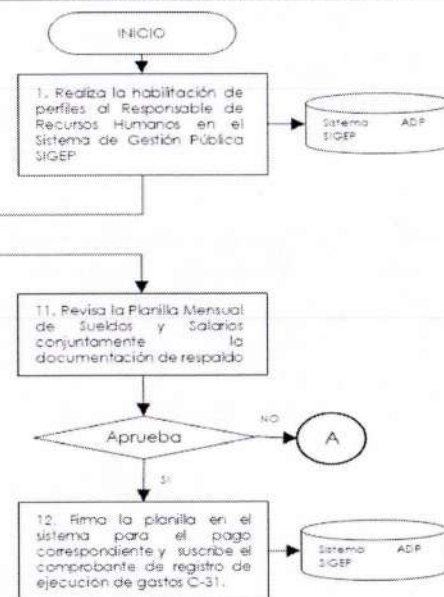 INICIO
1. Realiza la habilitación de
perfiles al Responsable de
Recursos Humanos en el
Sistema de Gestión Pública
SIGEP
Sistema ADP
SIGEP
11. Revisa la Planilla Mensual
de Sueldos y Salarios
conjuntamente la
documentación de respaldo
Aprueba
NO
A
SI
12. Firma la planilla en el
sistema para el pago
correspondiente y suscribe el
comprobante de registro de
ejecución de gastos C-31.
Sistema ADP
SIGEP